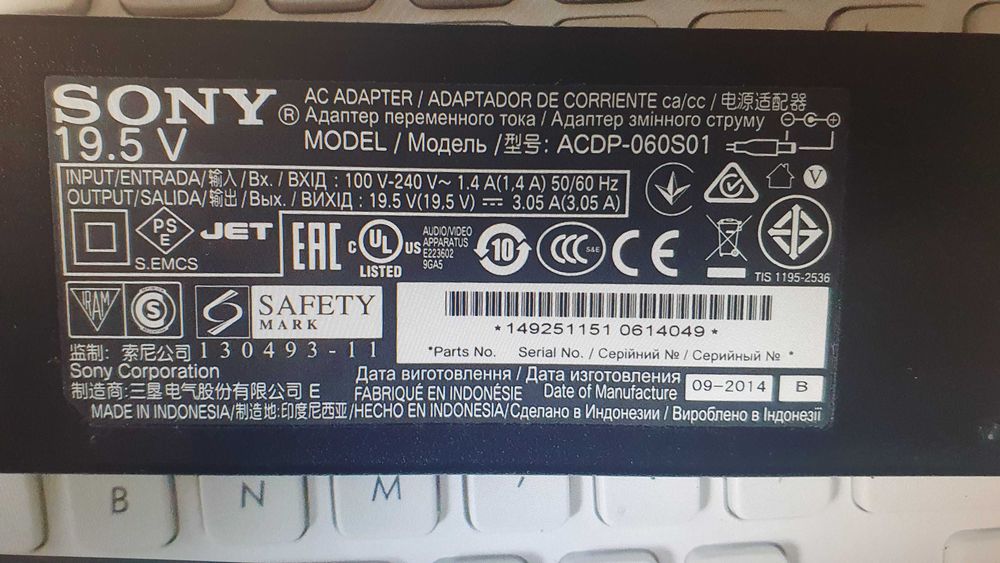 SONY ®
19.5 V
AC ADAPTER / ADAPTADOR DE CORRIENTE ca/cc / 电源适配器
Адаптер переменного тока / Адаптер змінного струму
MODEL / Модель /型号: ACDP-060S01
INPUT/ENTRADA/输入/Вх. / ВХІД : 100 V-240 V~ 1.4 A(1,4 A) 50/60 Hz
OUTPUT/SALIDA/输出/Вых. / ВИХІД : 19.5 V(19,5 V) ⎓ 3.05 A(3,05 A)
V
PS
E
JET
S.EMCS
EAC
c UL US
LISTED
AUDIO/VIDEO
APPARATUS
E223602
9GA5
10
CCC S&E
CE
TIS 1195-2536
IRAM
S
SAFETY
MARK
130493-11
*149251151 0614049*
*Parts No. Serial No. / Серійний № / Серийный № *
监制: 索尼公司
Sony Corporation
制造商:三垦电气股份有限公司 E
Дата виготовлення / Дата изготовления
FABRIQUÉ EN INDONÉSIE Date of Manufacture
09-2014 B
MADE IN INDONESIA/制造地:印度尼西亚/HECHO EN INDONESIA/Сделано в Индонезии / Вироблено в Індонезії
B N M ,